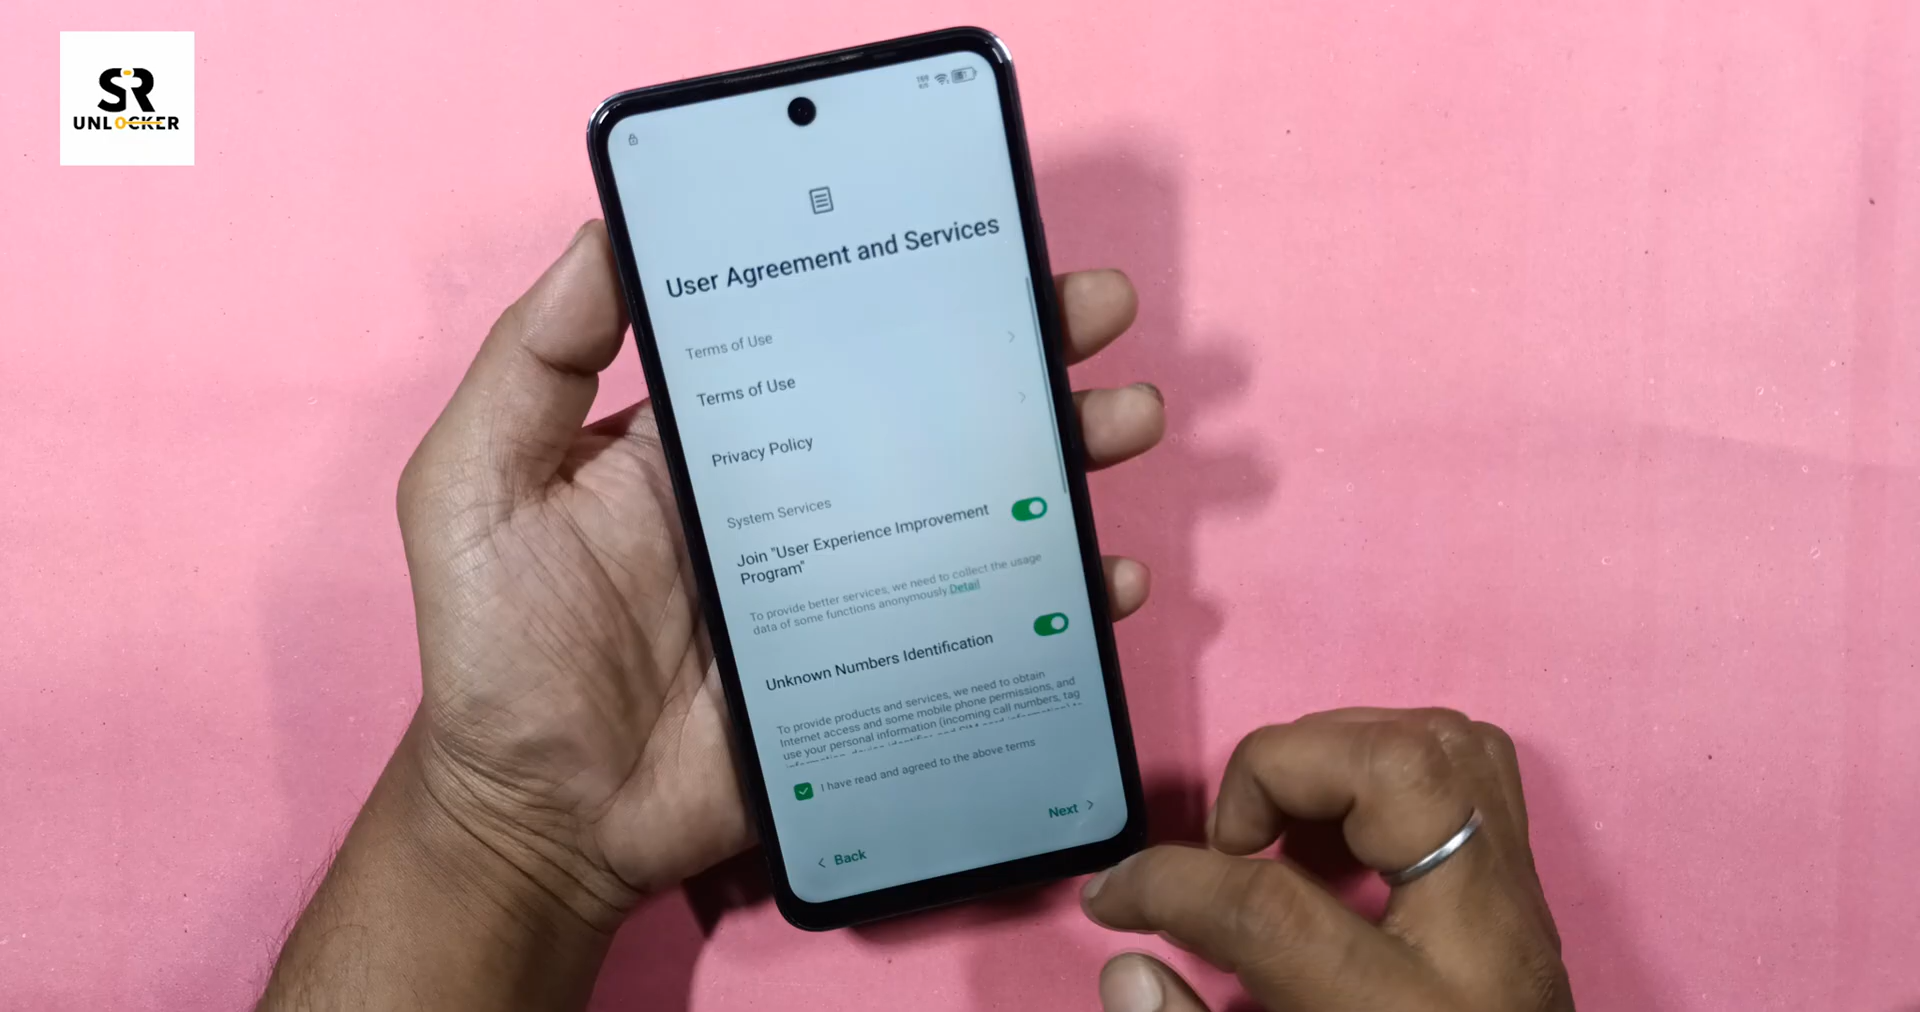 SR
UNLOCKER
User Agreement and Services
Terms of Use
Terms of Use
Privacy Policy
System Services
Join "User Experience Improvement
Program"
To provide better services, we need to collect the usage
data of some functions anonymously.Detail
Unknown Numbers Identification
To provide products and services, we need to obtain
Internet access and some mobile phone permissions, and
use your personal information (incoming call numbers, tag
I have read and agreed to the above terms
Next
Back